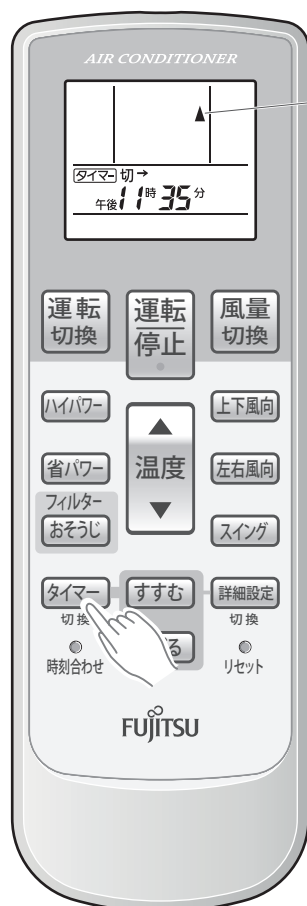 AIR CONDITIONER
タイマー 切→
午後11時35分
運転切換
運転停止
風量切換
ハイパワー
上下風向
省パワー
温度
左右風向
フィルター
おそうじ
スイング
タイマー
すすむ
詳細設定
切換
る
切換
時刻合わせ
リセット
FUJITSU